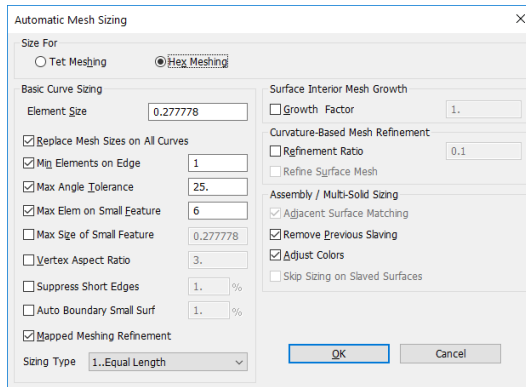 Automatic Mesh Sizing
Size For
Tet Meshing
Hex Meshing
Basic Curve Sizing
Element Size
0.277778
Replace Mesh Sizes on All Curves
Min Elements on Edge
1
Max Angle Tolerance
25.
Max Elem on Small Feature
6
Max Size of Small Feature
0.277778
Vertex Aspect Ratio
3.
Suppress Short Edges
1.
%
Auto Boundary Small Surf
1.
%
Mapped Meshing Refinement
Sizing Type
1..Equal Length
Surface Interior Mesh Growth
Growth Factor
1.
Curvature-Based Mesh Refinement
Refinement Ratio
0.1
Refine Surface Mesh
Assembly / Multi-Solid Sizing
Adjacent Surface Matching
Remove Previous Slaving
Adjust Colors
Skip Sizing on Slaved Surfaces
OK
Cancel